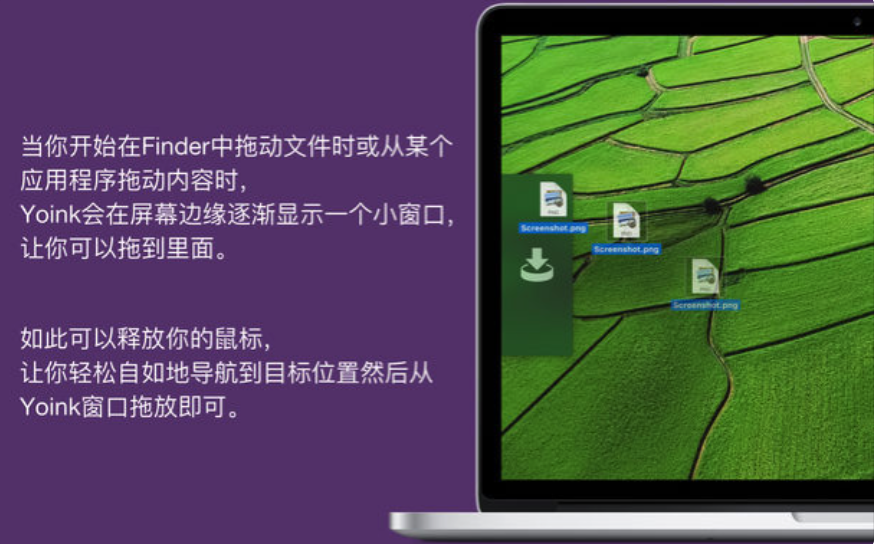 当你开始在Finder中拖动文件时或从某个
应用程序拖动内容时，
Yoink会在屏幕边缘逐渐显示一个小窗口，
让你可以拖到里面。
如此可以释放你的鼠标，
让你轻松自如地导航到目标位置然后从
Yoink窗口拖放即可。
PNG
Screenshot.png
PNG
Screenshot.png
PNG
Screenshot.png